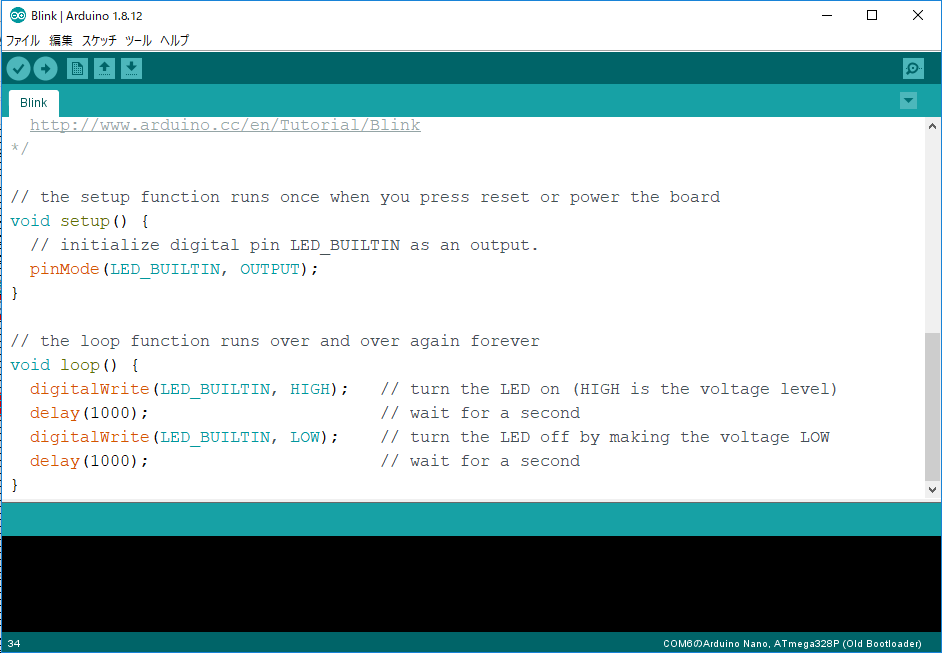 Blink | Arduino 1.8.12
ファイル 編集 スケッチ ツール ヘルプ
Blink
http://www.arduino.cc/en/Tutorial/Blink
*/
// the setup function runs once when you press reset or power the board
void setup() {
// initialize digital pin LED_BUILTIN as an output.
pinMode(LED_BUILTIN, OUTPUT);
}
// the loop function runs over and over again forever
void loop() {
digitalWrite(LED_BUILTIN, HIGH);   // turn the LED on (HIGH is the voltage level)
delay(1000);                       // wait for a second
digitalWrite(LED_BUILTIN, LOW);    // turn the LED off by making the voltage LOW
delay(1000);                       // wait for a second
}
34 COM6のArduino Nano, ATmega328P (Old Bootloader)